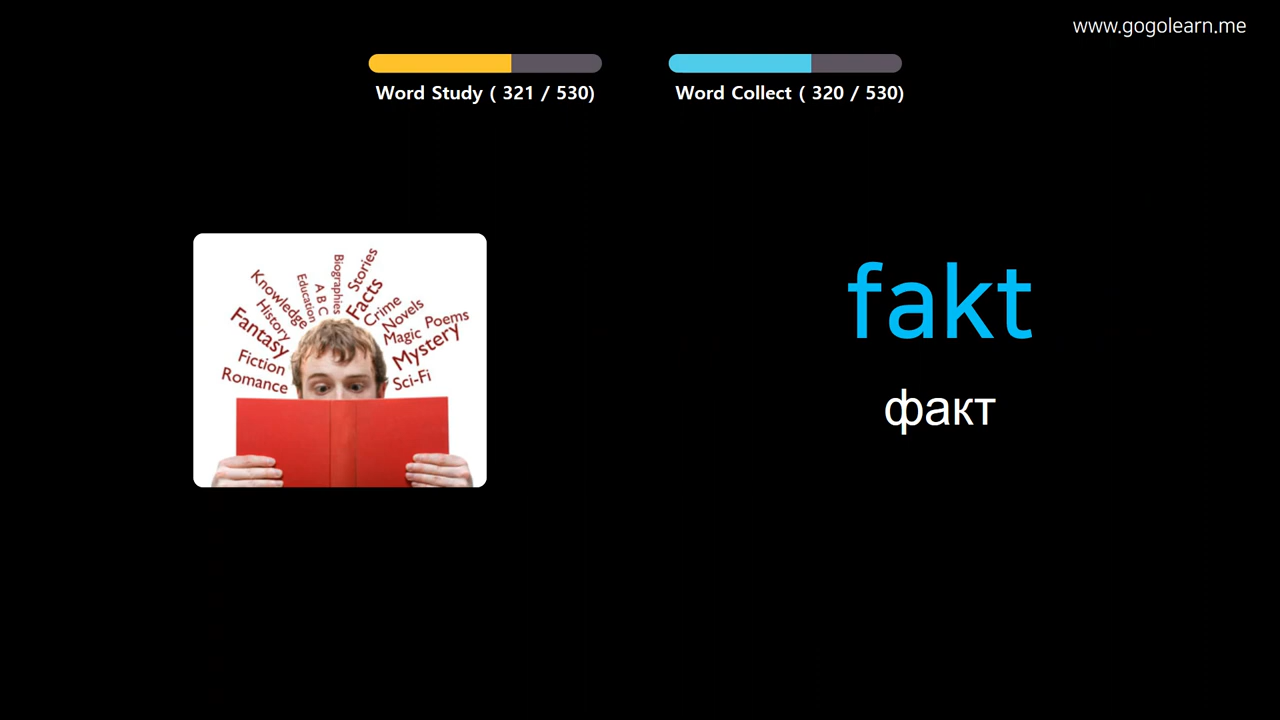 www.gogolearn.me
Word Study ( 321 / 530)
Word Collect ( 320 / 530)
Knowledge
History
Fantasy
Fiction
Romance
Education
A B C
Biographies
Stories
Facts
Crime
Novels
Magic
Poems
Mystery
Sci-Fi
fakt
факт